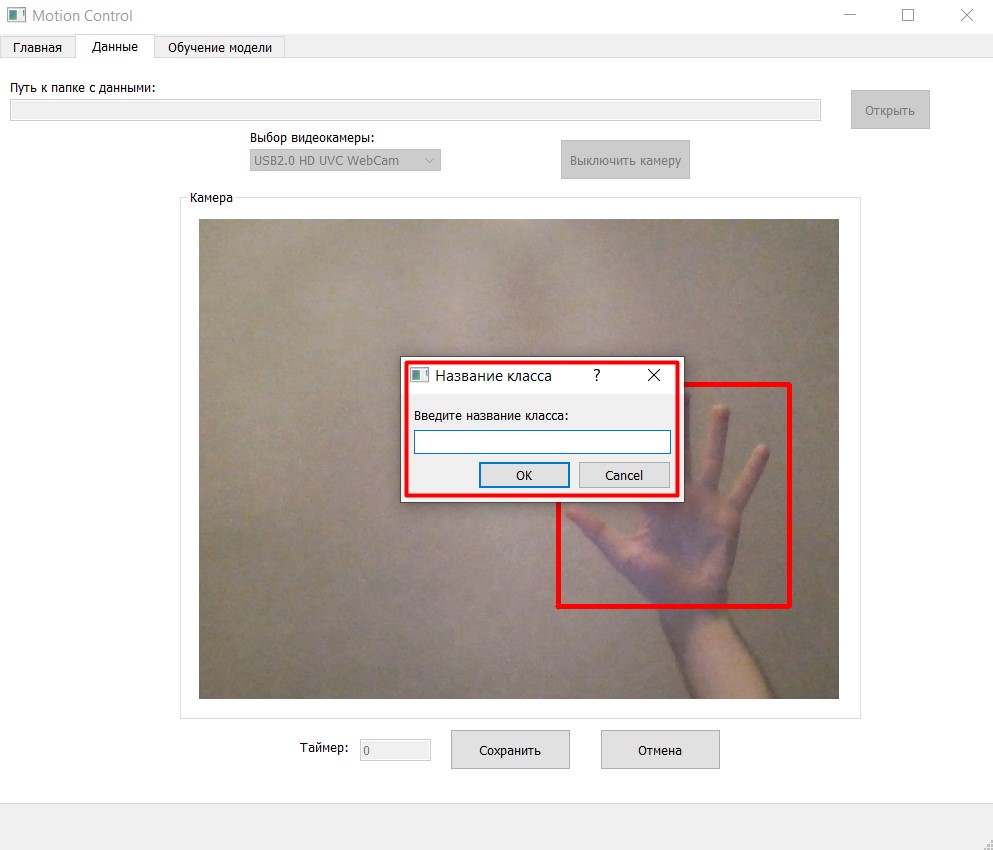 Motion Control
Главная Данные Обучение модели
Путь к папке с данными:
Открыть
Выбор видеокамеры:
USB2.0 HD UVC WebCam Выключить камеру
Камера
Название класса ?
Введите название класса:
OK Cancel
Таймер: 0 Сохранить Отмена